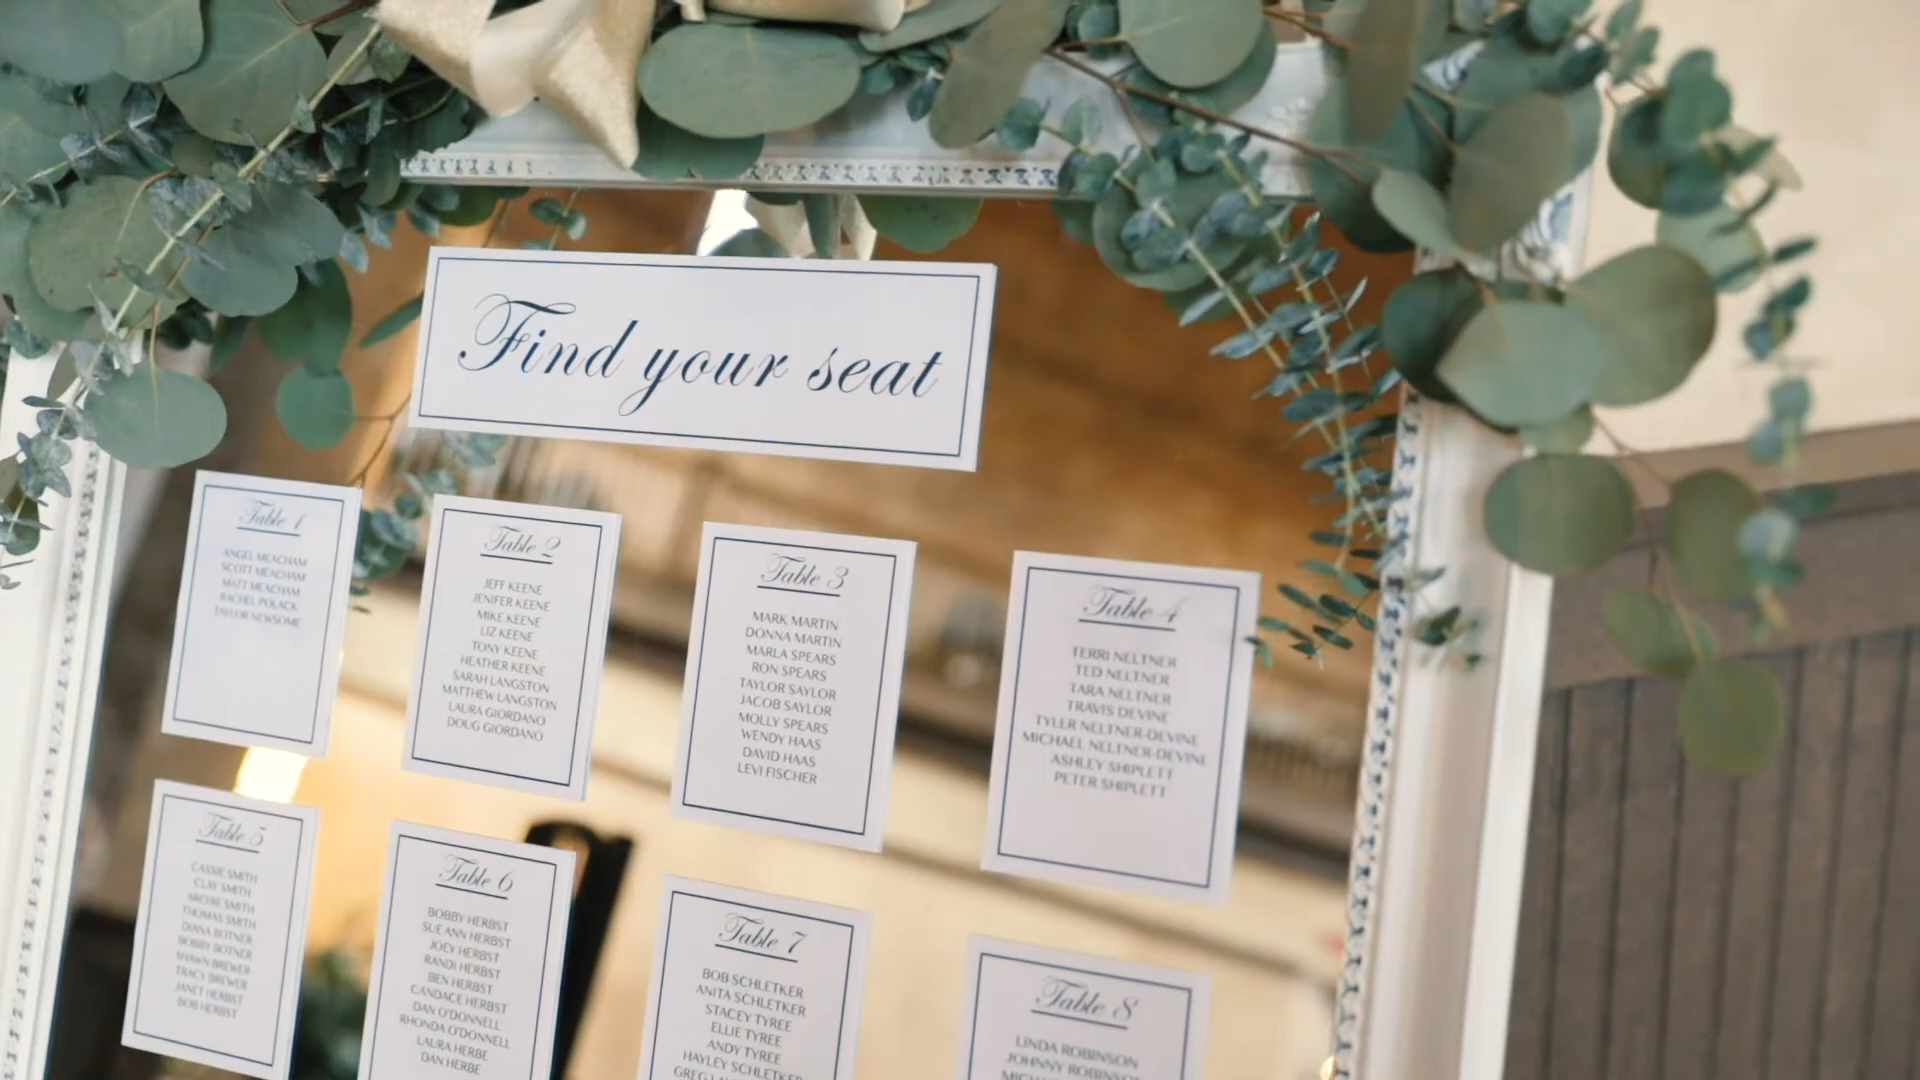 Find your seat
Table 1
ANGEL MEACHAM
SCOTT MEACHAM
MATT MEACHAM
RACHEL POLACK
TAYLOR NEWSOME
Table 2
JEFF KEENE
JENIFER KEENE
MIKE KEENE
LIZ KEENE
TONY KEENE
HEATHER KEENE
SARAH LANGSTON
MATTHEW LANGSTON
LAURA GIORDANO
DOUG GIORDANO
Table 3
MARK MARTIN
DONNA MARTIN
MARLA SPEARS
RON SPEARS
TAYLOR SAYLOR
JACOB SAYLOR
MOLLY SPEARS
WENDY HAAS
DAVID HAAS
LEVI FISCHER
Table 4
TERRI NELTNER
TED NELTNER
TARA NELTNER
TRAVIS DEVINE
TYLER NELTNER-DEVINE
MICHAEL NELTNER-DEVINE
ASHLEY SHIPLETT
PETER SHIPLETT
Table 5
CASSIE SMITH
CLAY SMITH
ARCHIE SMITH
THOMAS SMITH
DIANA BOTNER
BOBBY BOTNER
SHAWN BREWER
TRACY BREWER
JANET HERBST
BOB HERBST
Table 6
BOBBY HERBST
SUE ANN HERBST
JOEY HERBST
RANDI HERBST
BEN HERBST
CANDACE HERBST
DAN O'DONNELL
RHONDA O'DONNELL
LAURA HERBE
DAN HERBE
Table 7
BOB SCHLETKER
ANITA SCHLETKER
STACEY TYREE
ELLIE TYREE
ANDY TYREE
HAYLEY SCHLETKER
GREG
Table 8
LINDA ROBINSON
JOHNNY ROBINSON